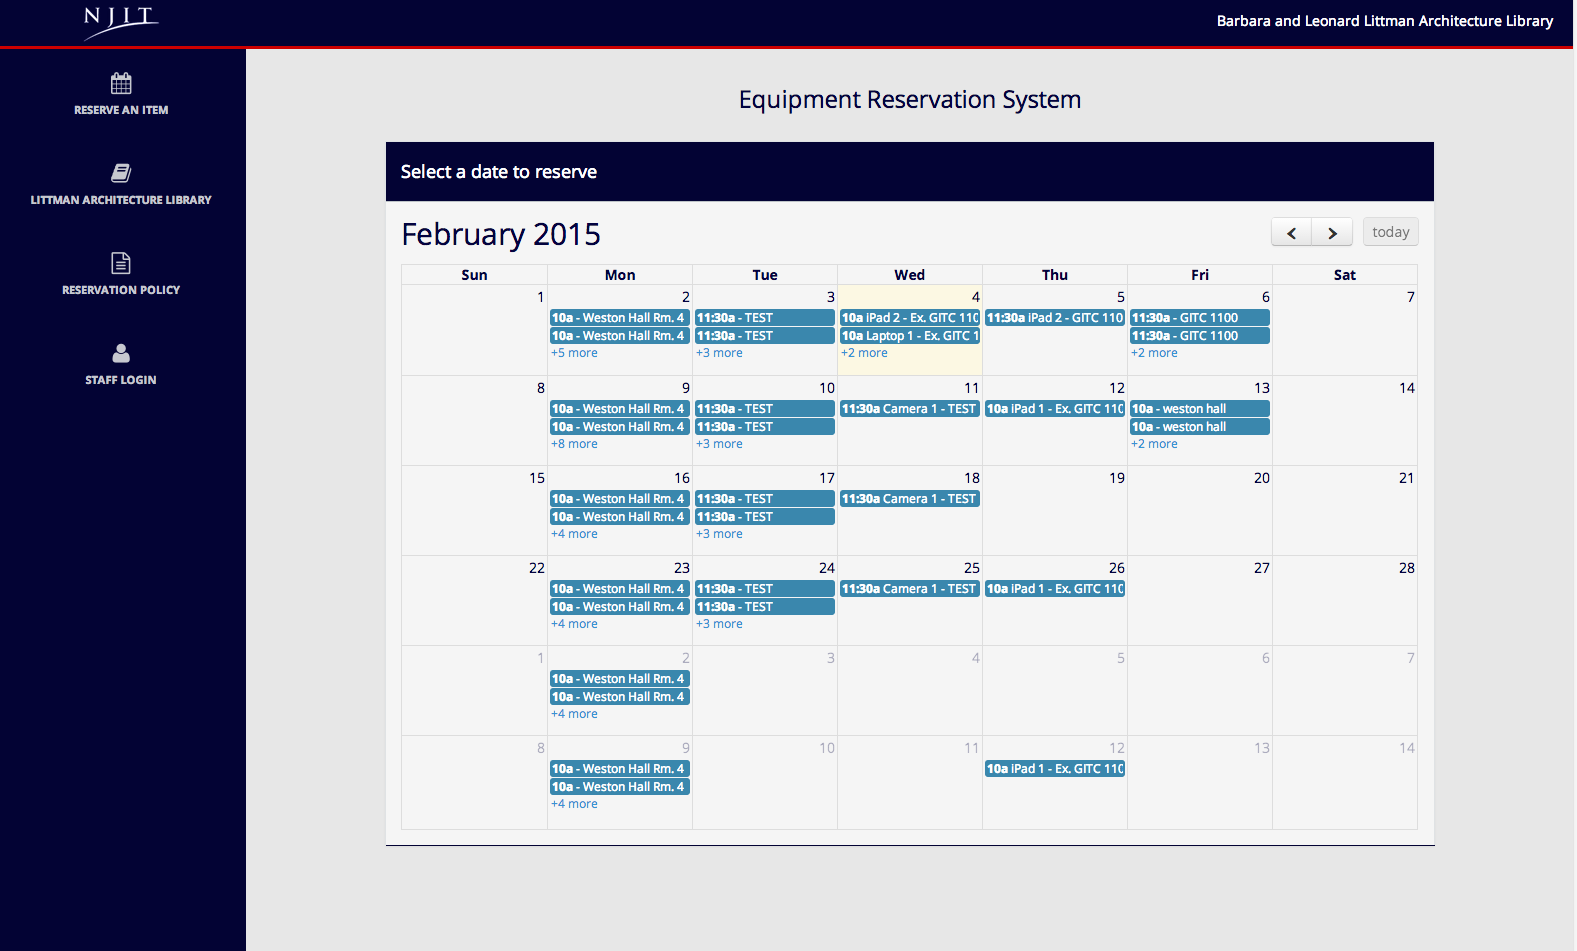 NJIT
Barbara and Leonard Littman Architecture Library
RESERVE AN ITEM
LITTMAN ARCHITECTURE LIBRARY
RESERVATION POLICY
STAFF LOGIN
Equipment Reservation System
Select a date to reserve
February 2015
today
Sun Mon Tue Wed Thu Fri Sat
1 2 3 4 5 6 7
10a - Weston Hall Rm. 4 11:30a - TEST 10a iPad 2 - Ex. GITC 110 11:30a iPad 2 - GITC 110 11:30a - GITC 1100
10a - Weston Hall Rm. 4 11:30a - TEST 10a Laptop 1 - Ex. GITC 1 11:30a - GITC 1100
+5 more +3 more +2 more +2 more
8 9 10 11 12 13 14
10a - Weston Hall Rm. 4 11:30a - TEST 11:30a Camera 1 - TEST 10a iPad 1 - Ex. GITC 110 10a - weston hall
10a - Weston Hall Rm. 4 11:30a - TEST 10a - weston hall
+8 more +3 more +2 more
15 16 17 18 19 20 21
10a - Weston Hall Rm. 4 11:30a - TEST 11:30a Camera 1 - TEST
10a - Weston Hall Rm. 4 11:30a - TEST
+4 more +3 more
22 23 24 25 26 27 28
10a - Weston Hall Rm. 4 11:30a - TEST 11:30a Camera 1 - TEST 10a iPad 1 - Ex. GITC 110
10a - Weston Hall Rm. 4 11:30a - TEST
+4 more +3 more
1 2 3 4 5 6 7
10a - Weston Hall Rm. 4
10a - Weston Hall Rm. 4
+4 more
8 9 10 11 12 13 14
10a - Weston Hall Rm. 4 10a iPad 1 - Ex. GITC 110
10a - Weston Hall Rm. 4
+4 more